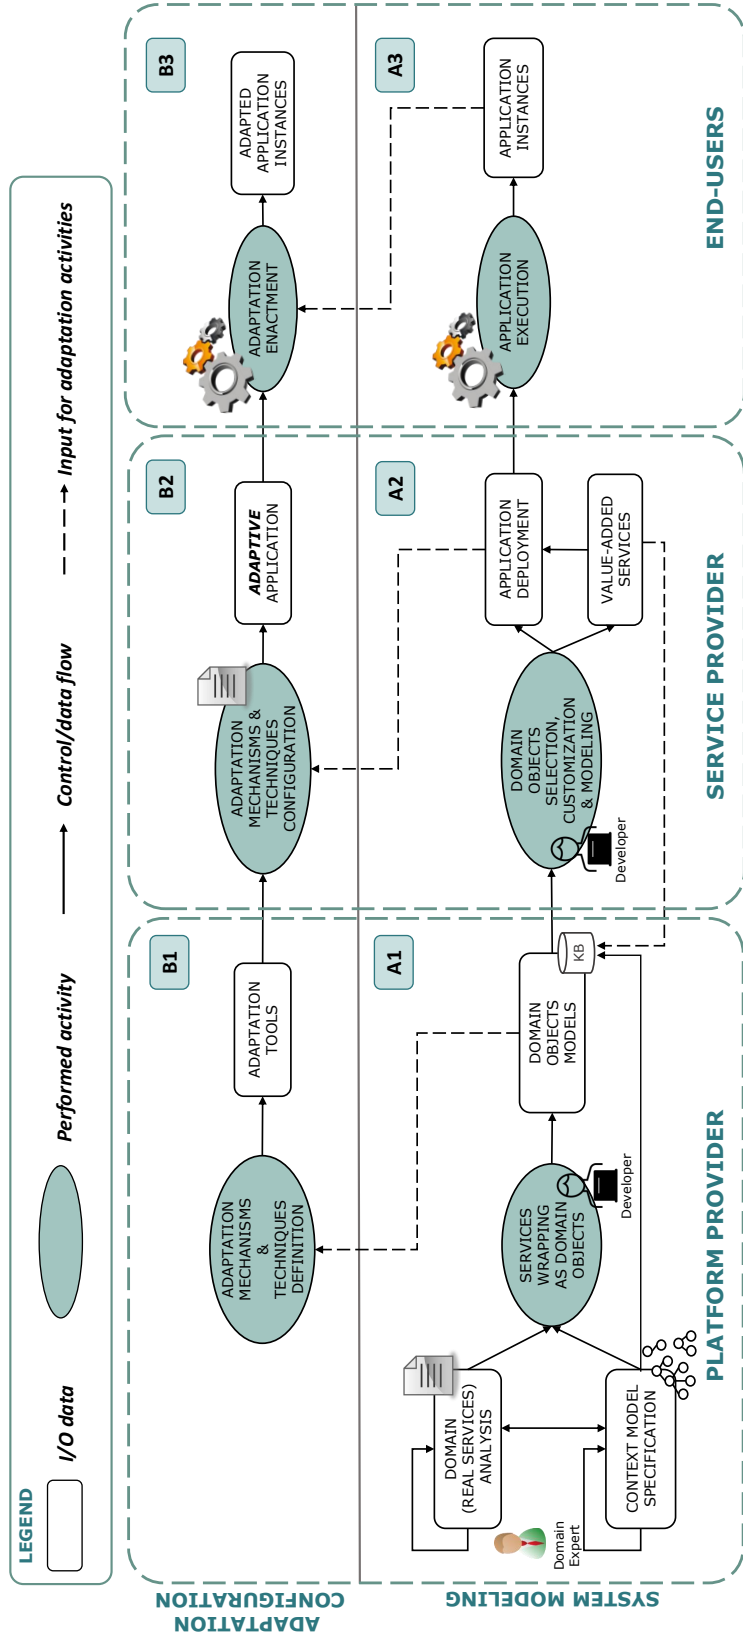 LEGEND
I/O data
Performed activity
Control/data flow
Input for adaptation activities
ADAPTATION
CONFIGURATION
B1
ADAPTATION
MECHANISMS
&
TECHNIQUES
DEFINITION
ADAPTATION
TOOLS
B2
ADAPTATION
MECHANISMS &
TECHNIQUES
CONFIGURATION
ADAPTIVE
APPLICATION
B3
ADAPTATION
ENACTMENT
ADAPTED
APPLICATION
INSTANCES
SYSTEM MODELING
A1
DOMAIN
(REAL SERVICES)
ANALYSIS
Domain
Expert
CONTEXT MODEL
SPECIFICATION
SERVICES
WRAPPING
AS DOMAIN
OBJECTS
Developer
DOMAIN
OBJECTS
MODELS
KB
A2
DOMAIN
OBJECTS
SELECTION,
CUSTOMIZATION
& MODELING
Developer
APPLICATION
DEPLOYMENT
VALUE-ADDED
SERVICES
A3
APPLICATION
EXECUTION
APPLICATION
INSTANCES
PLATFORM PROVIDER
SERVICE PROVIDER
END-USERS